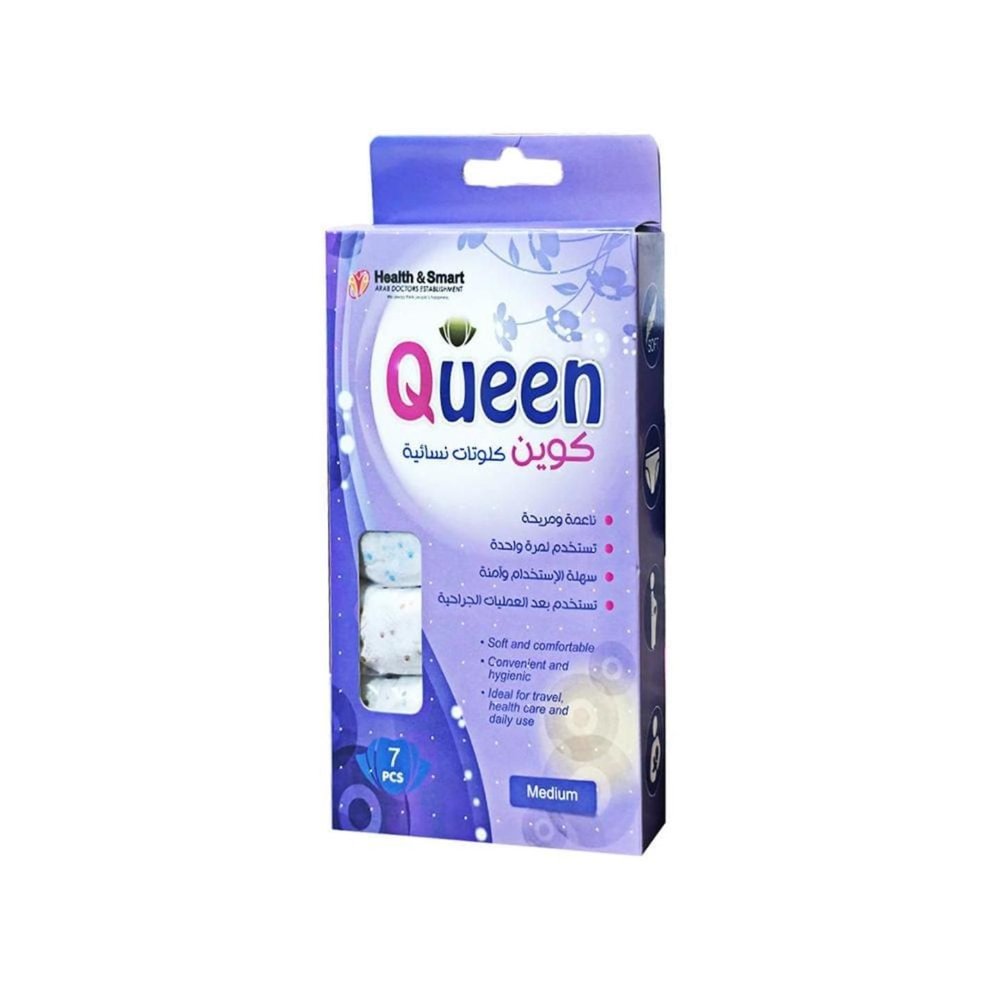 Health & Smart
ARAB DOCTORS ESTABLISHMENT
Queen
كوين كلوتات نسائية
ناعمة ومريحة
تستخدم لمرة واحدة
سهلة الإستخدام وآمنة
تستخدم بعد العمليات الجراحية
• Soft and comfortable
• Convenient and
hygienic
• Ideal for travel,
health care and
daily use
7
PCS
Medium
SOFT